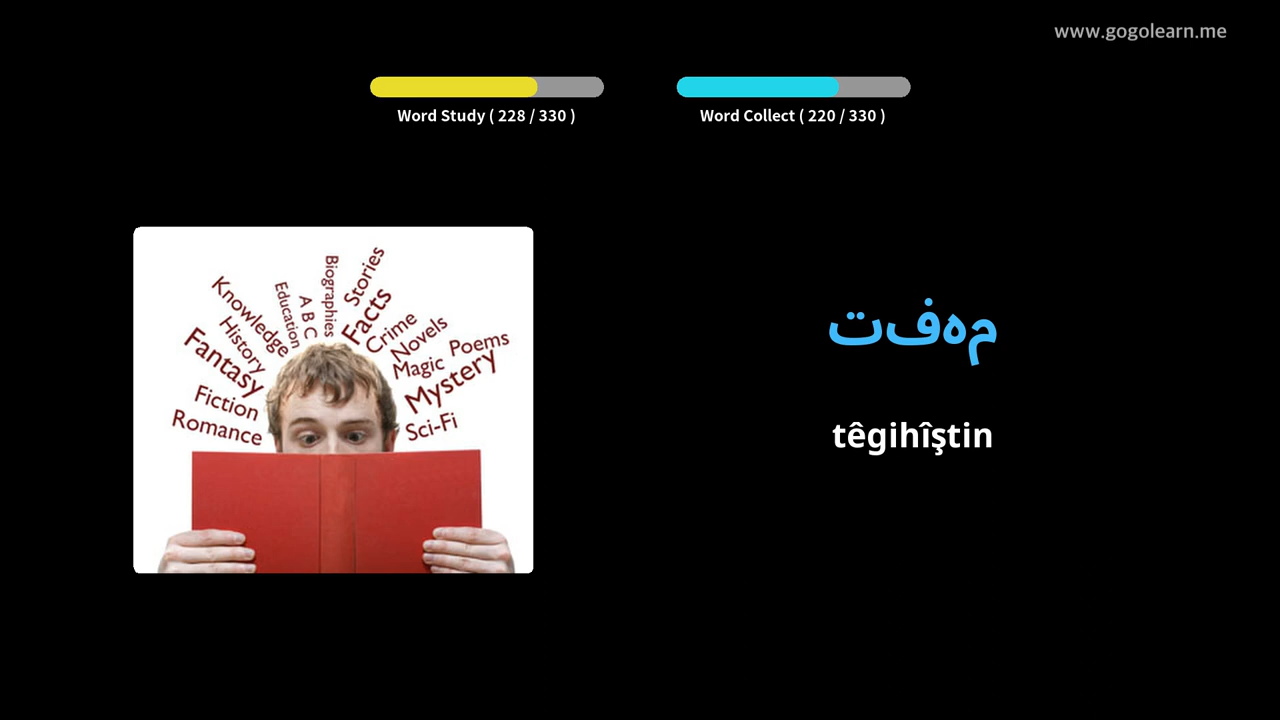 www.gogolearn.me
Word Study ( 228 / 330 )
Word Collect ( 220 / 330 )
Stories
Biographies
Facts
A B C
Education
Knowledge
Crime
Novels
History
Poems
Magic
Fantasy
Mystery
Fiction
Sci-Fi
Romance
مهفت
têgihîştin